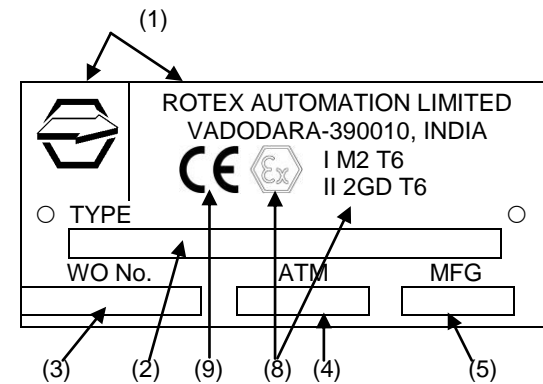 (1)
ROTEX AUTOMATION LIMITED
VADODARA-390010, INDIA
CE Ex I M2 T6
II 2GD T6
TYPE
WO No. ATM MFG
(3) (2) (9) (8) (4) (5)